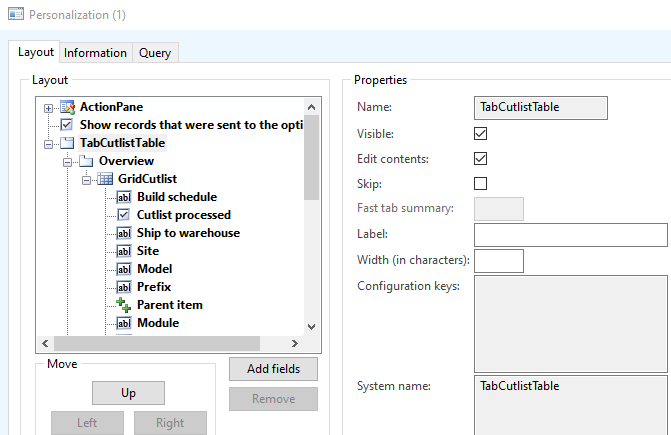 Personalization (1)
Layout
Information
Query
Layout
ActionPane
Show records that were sent to the opti
TabCutlistTable
Overview
GridCutlist
Build schedule
Cutlist processed
Ship to warehouse
Site
Model
Prefix
Parent item
Module
Move
Up
Left
Right
Add fields
Remove
Properties
Name:
TabCutlistTable
Visible:
Edit contents:
Skip:
Fast tab summary:
Label:
Width (in characters):
Configuration keys:
System name:
TabCutlistTable